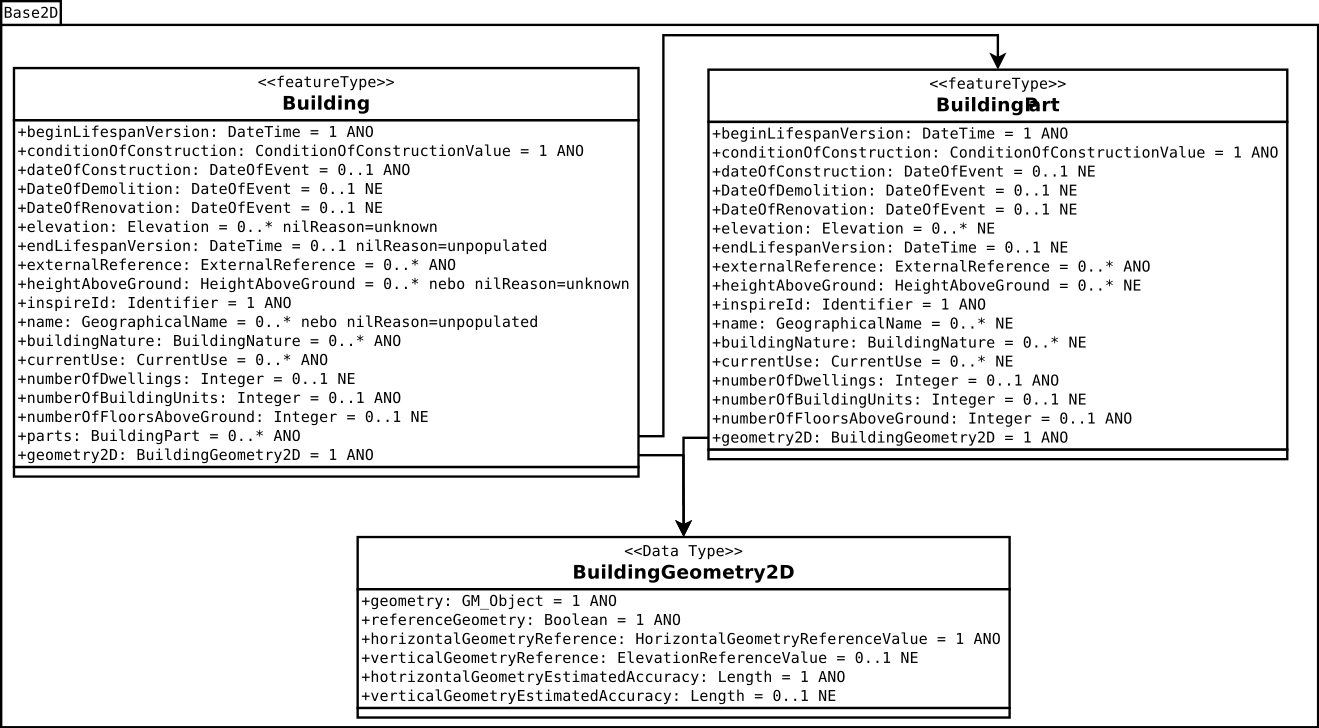 Base2D
<<featureType>>
Building
+beginLifespanVersion: DateTime = 1 ANO
+conditionOfConstruction: ConditionOfConstructionValue = 1 ANO
+dateOfConstruction: DateOfEvent = 0..1 ANO
+DateOfDemolition: DateOfEvent = 0..1 NE
+DateOfRenovation: DateOfEvent = 0..1 NE
+elevation: Elevation = 0..* nilReason=unknown
+endLifespanVersion: DateTime = 0..1 nilReason=unpopulated
+externalReference: ExternalReference = 0..* ANO
+heightAboveGround: HeightAboveGround = 0..* nebo nilReason=unknown
+inspireId: Identifier = 1 ANO
+name: GeographicalName = 0..* nebo nilReason=unpopulated
+buildingNature: BuildingNature = 0..* ANO
+currentUse: CurrentUse = 0..* ANO
+numberOfDwellings: Integer = 0..1 NE
+numberOfBuildingUnits: Integer = 0..1 ANO
+numberOfFloorsAboveGround: Integer = 0..1 NE
+parts: BuildingPart = 0..* ANO
+geometry2D: BuildingGeometry2D = 1 ANO
<<featureType>>
BuildingPart
+beginLifespanVersion: DateTime = 1 ANO
+conditionOfConstruction: ConditionOfConstructionValue = 1 ANO
+dateOfConstruction: DateOfEvent = 0..1 NE
+DateOfDemolition: DateOfEvent = 0..1 NE
+DateOfRenovation: DateOfEvent = 0..1 NE
+elevation: Elevation = 0..* NE
+endLifespanVersion: DateTime = 0..1 NE
+externalReference: ExternalReference = 0..* ANO
+heightAboveGround: HeightAboveGround = 0..* NE
+inspireId: Identifier = 1 ANO
+name: GeographicalName = 0..* NE
+buildingNature: BuildingNature = 0..* NE
+currentUse: CurrentUse = 0..* NE
+numberOfDwellings: Integer = 0..1 ANO
+numberOfBuildingUnits: Integer = 0..1 NE
+numberOfFloorsAboveGround: Integer = 0..1 ANO
+geometry2D: BuildingGeometry2D = 1 ANO
<<Data Type>>
BuildingGeometry2D
+geometry: GM_Object = 1 ANO
+referenceGeometry: Boolean = 1 ANO
+horizontalGeometryReference: HorizontalGeometryReferenceValue = 1 ANO
+verticalGeometryReference: ElevationReferenceValue = 0..1 NE
+hotrizontalGeometryEstimatedAccuracy: Length = 1 ANO
+verticalGeometryEstimatedAccuracy: Length = 0..1 NE